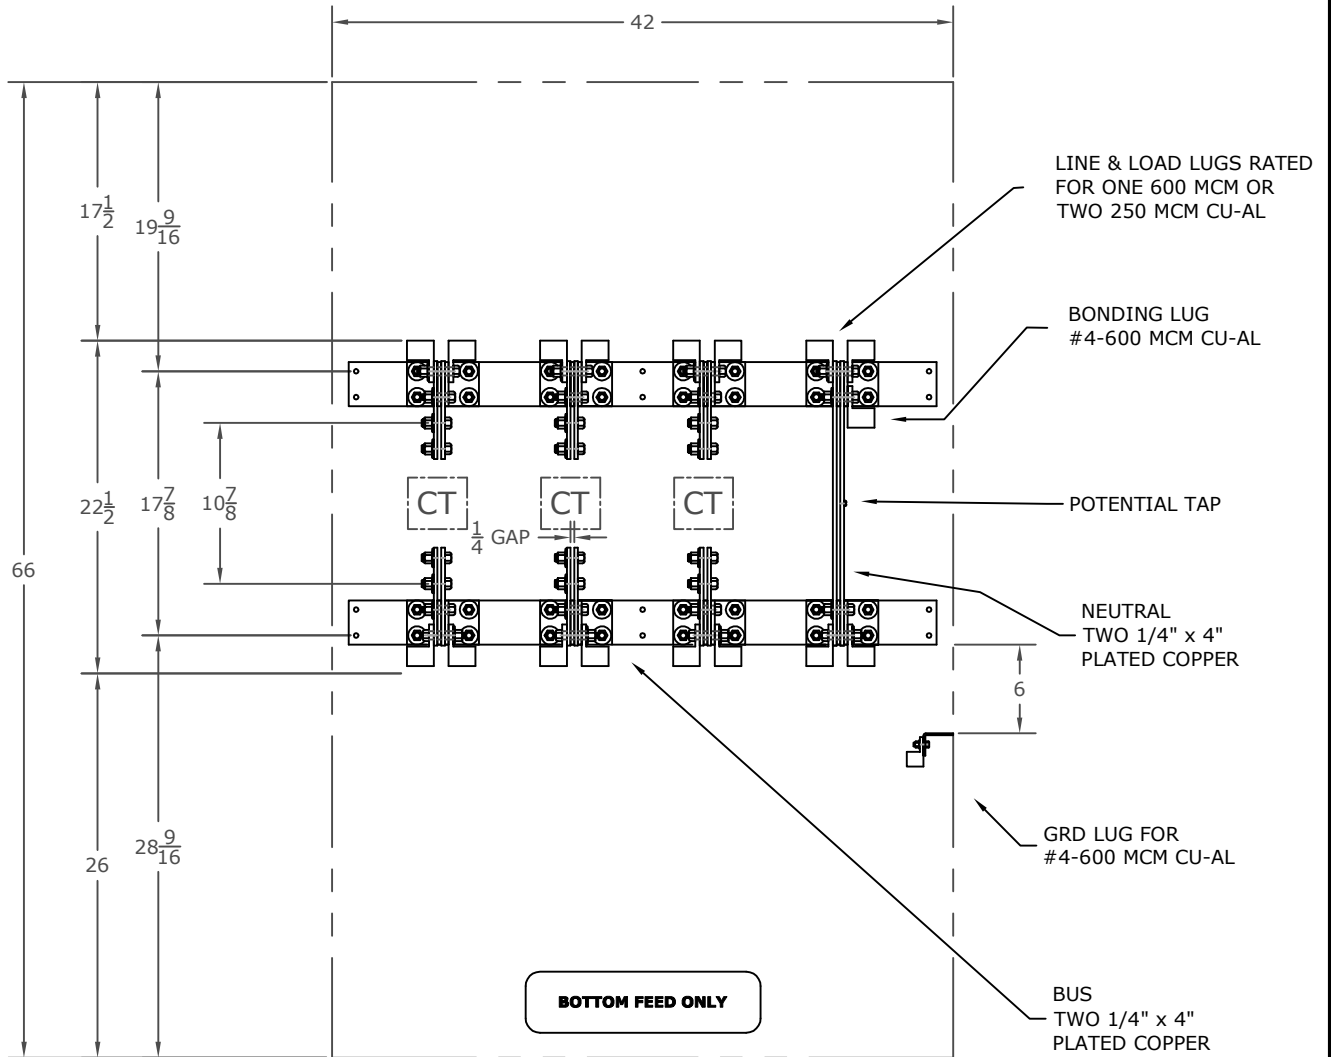 42
LINE & LOAD LUGS RATED
FOR ONE 600 MCM OR
TWO 250 MCM CU-AL
17 1/2
19 9/16
BONDING LUG
#4-600 MCM CU-AL
22 1/2
17 7/8
10 7/8
CT
CT
CT
1/4 GAP
POTENTIAL TAP
66
NEUTRAL
TWO 1/4" x 4"
PLATED COPPER
6
26
28 9/16
GRD LUG FOR
#4-600 MCM CU-AL
BOTTOM FEED ONLY
BUS
TWO 1/4" x 4"
PLATED COPPER